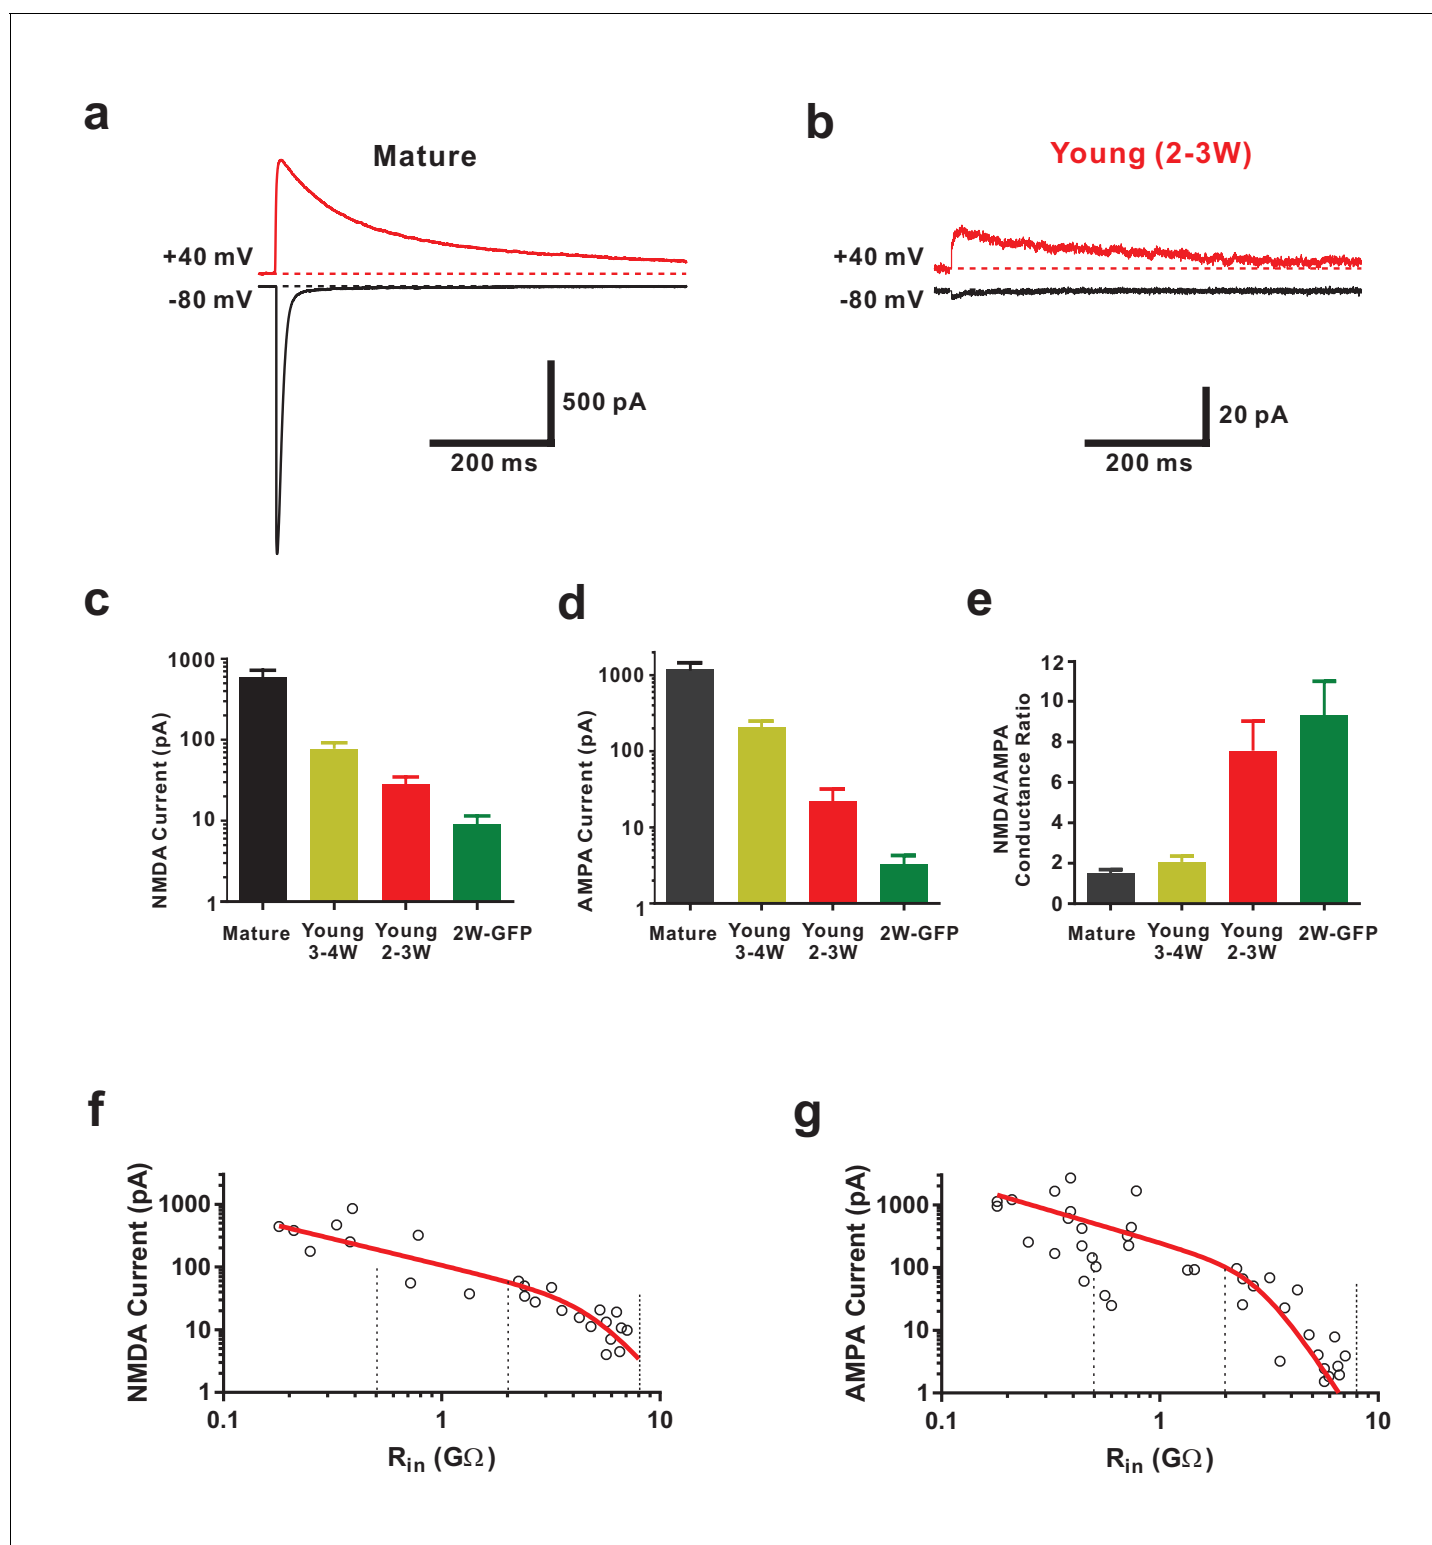 a
Mature
+40 mV
-80 mV
500 pA
200 ms
b
Young (2-3W)
+40 mV
-80 mV
20 pA
200 ms
c
NMDA Current (pA)
1000
100
10
1
Mature
Young
3-4W
Young
2-3W
2W-GFP
d
AMPA Current (pA)
1000
100
10
1
Mature
Young
3-4W
Young
2-3W
2W-GFP
e
NMDA/AMPA
Conductance Ratio
12
10
8
6
4
2
0
Mature
Young
3-4W
Young
2-3W
2W-GFP
f
NMDA Current (pA)
1000
100
10
1
0.1
1
10
Rin (GΩ)
g
AMPA Current (pA)
1000
100
10
1
0.1
1
10
Rin (GΩ)